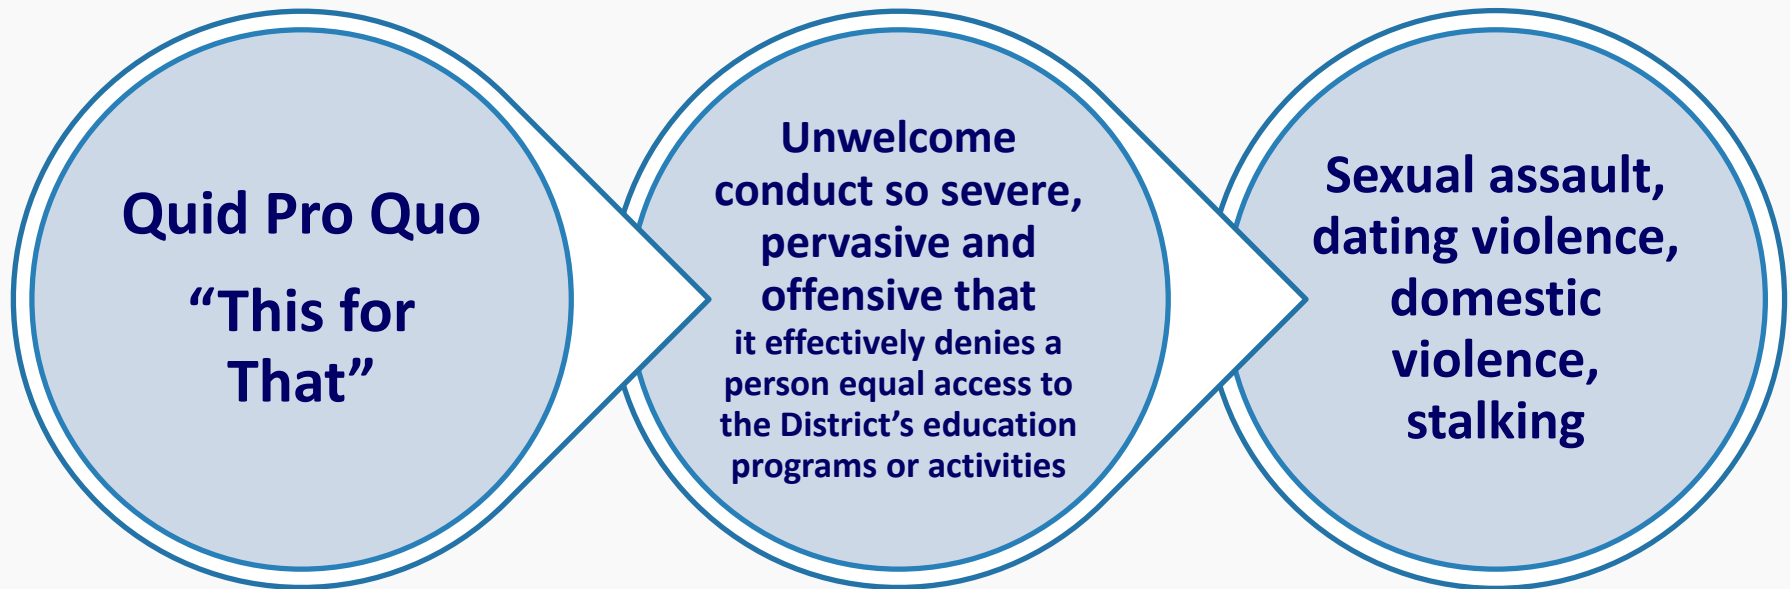 Quid Pro Quo
“This for
That”
Unwelcome
conduct so severe,
pervasive and
offensive that
it effectively denies a
person equal access to
the District’s education
programs or activities
Sexual assault,
dating violence,
domestic
violence,
stalking